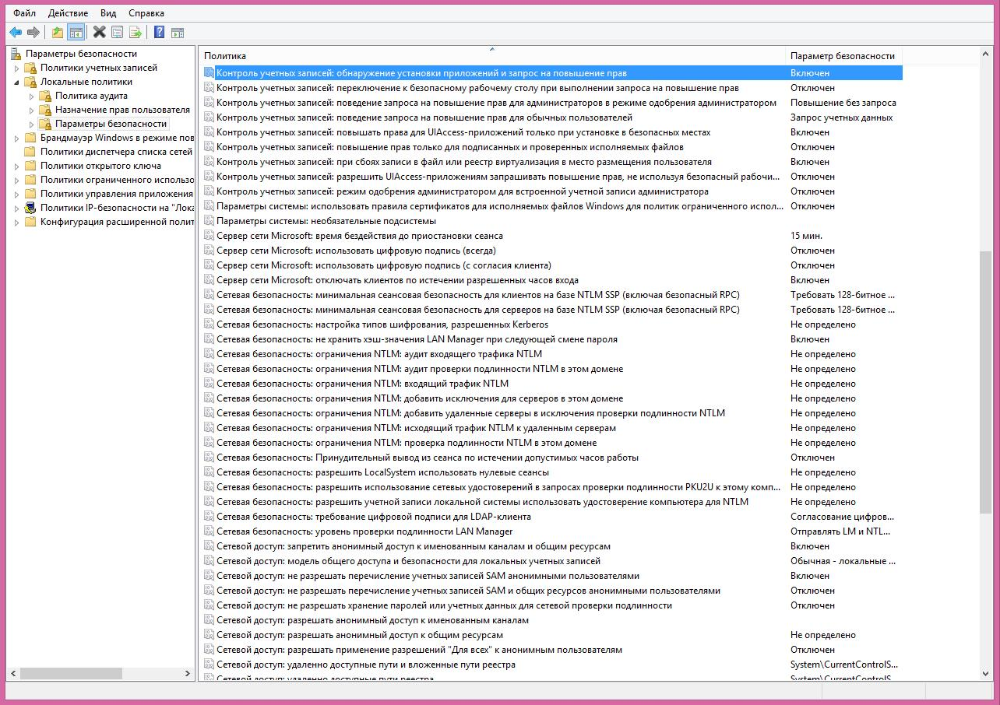 Файл Действие Вид Справка
Параметры безопасности
Политики учетных записей
Локальные политики
Политика аудита
Назначение прав пользователя
Параметры безопасности
Брандмауэр Windows в режиме пов
Политики диспетчера списка сетей
Политики открытого ключа
Политики ограниченного использо
Политики управления приложения
Политики IP-безопасности на "Лока
Конфигурация расширенной полит
Политика Параметр безопасности
Контроль учетных записей: обнаружение установки приложений и запрос на повышение прав Включен
Контроль учетных записей: переключение к безопасному рабочему столу при выполнении запроса на повышение прав Отключен
Контроль учетных записей: поведение запроса на повышение прав для администраторов в режиме одобрения администратором Повышение без запроса
Контроль учетных записей: поведение запроса на повышение прав для обычных пользователей Запрос учетных данных
Контроль учетных записей: повышать права для UIAccess-приложений только при установке в безопасных местах Включен
Контроль учетных записей: повышение прав только для подписанных и проверенных исполняемых файлов Отключен
Контроль учетных записей: при сбоях записи в файл или реестр виртуализация в место размещения пользователя Включен
Контроль учетных записей: разрешить UIAccess-приложениям запрашивать повышение прав, не используя безопасный рабочи... Отключен
Контроль учетных записей: режим одобрения администратором для встроенной учетной записи администратора Отключен
Параметры системы: использовать правила сертификатов для исполняемых файлов Windows для политик ограниченного испол... Отключен
Параметры системы: необязательные подсистемы
Сервер сети Microsoft: время бездействия до приостановки сеанса 15 мин.
Сервер сети Microsoft: использовать цифровую подпись (всегда) Отключен
Сервер сети Microsoft: использовать цифровую подпись (с согласия клиента) Отключен
Сервер сети Microsoft: отключать клиентов по истечении разрешенных часов входа Включен
Сетевая безопасность: минимальная сеансовая безопасность для клиентов на базе NTLM SSP (включая безопасный RPC) Требовать 128-битное ...
Сетевая безопасность: минимальная сеансовая безопасность для серверов на базе NTLM SSP (включая безопасный RPC) Требовать 128-битное ...
Сетевая безопасность: настройка типов шифрования, разрешенных Kerberos Не определено
Сетевая безопасность: не хранить хэш-значения LAN Manager при следующей смене пароля Включен
Сетевая безопасность: ограничения NTLM: аудит входящего трафика NTLM Не определено
Сетевая безопасность: ограничения NTLM: аудит проверки подлинности NTLM в этом домене Не определено
Сетевая безопасность: ограничения NTLM: входящий трафик NTLM Не определено
Сетевая безопасность: ограничения NTLM: добавить исключения для серверов в этом домене Не определено
Сетевая безопасность: ограничения NTLM: добавить удаленные серверы в исключения проверки подлинности NTLM Не определено
Сетевая безопасность: ограничения NTLM: исходящий трафик NTLM к удаленным серверам Не определено
Сетевая безопасность: ограничения NTLM: проверка подлинности NTLM в этом домене Не определено
Сетевая безопасность: Принудительный вывод из сеанса по истечении допустимых часов работы Отключен
Сетевая безопасность: разрешить LocalSystem использовать нулевые сеансы Не определено
Сетевая безопасность: разрешить использование сетевых удостоверений в запросах проверки подлинности PKU2U к этому комп... Не определено
Сетевая безопасность: разрешить учетной записи локальной системы использовать удостоверение компьютера для NTLM Не определено
Сетевая безопасность: требование цифровой подписи для LDAP-клиента Согласование цифров...
Сетевая безопасность: уровень проверки подлинности LAN Manager Отправлять LM и NTL...
Сетевой доступ: запретить анонимный доступ к именованным каналам и общим ресурсам Включен
Сетевой доступ: модель общего доступа и безопасности для локальных учетных записей Обычная - локальные ...
Сетевой доступ: не разрешать перечисление учетных записей SAM анонимными пользователями Включен
Сетевой доступ: не разрешать перечисление учетных записей SAM и общих ресурсов анонимными пользователями Отключен
Сетевой доступ: не разрешать хранение паролей или учетных данных для сетевой проверки подлинности Отключен
Сетевой доступ: разрешать анонимный доступ к именованным каналам
Сетевой доступ: разрешать анонимный доступ к общим ресурсам Не определено
Сетевой доступ: разрешать применение разрешений "Для всех" к анонимным пользователям Отключен
Сетевой доступ: удаленно доступные пути и вложенные пути реестра System\CurrentControlS...
Сетевой доступ: удаленно доступные пути реестра System\CurrentControlS